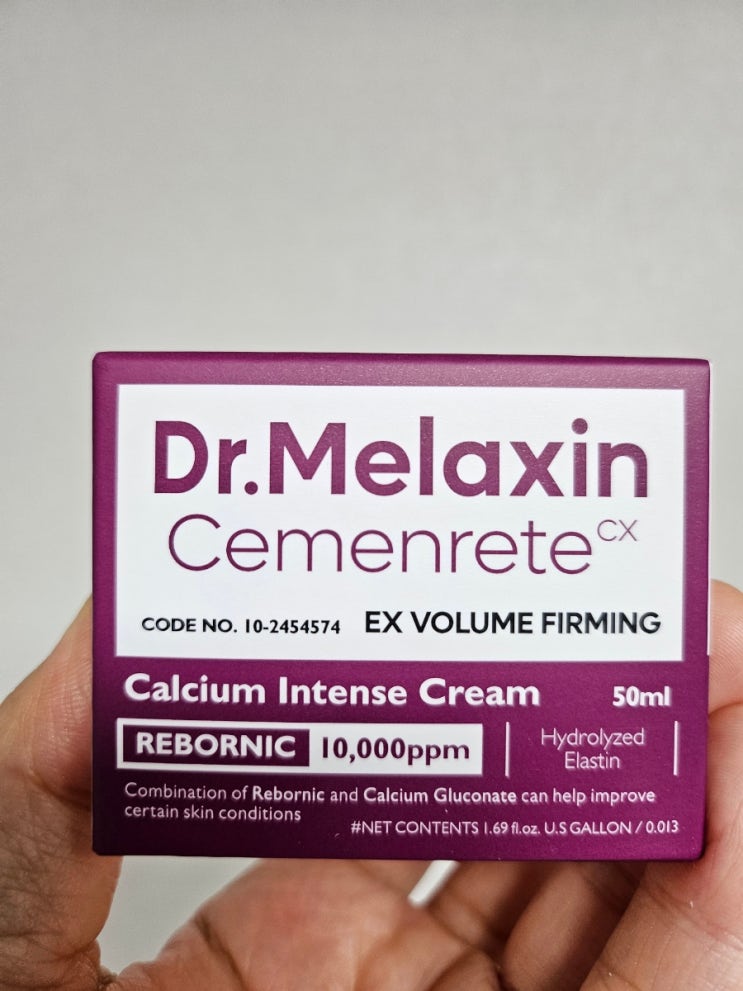 Dr.Melaxin
Cemenrete CX
CODE NO. 10-2454574 EX VOLUME FIRMING
Calcium Intense Cream 50ml
REBORNIC 10,000ppm
Hydrolyzed
Elastin
Combination of Rebornic and Calcium Gluconate can help improve
certain skin conditions
#NET CONTENTS 1.69 fl.oz. U.S GALLON / 0.013